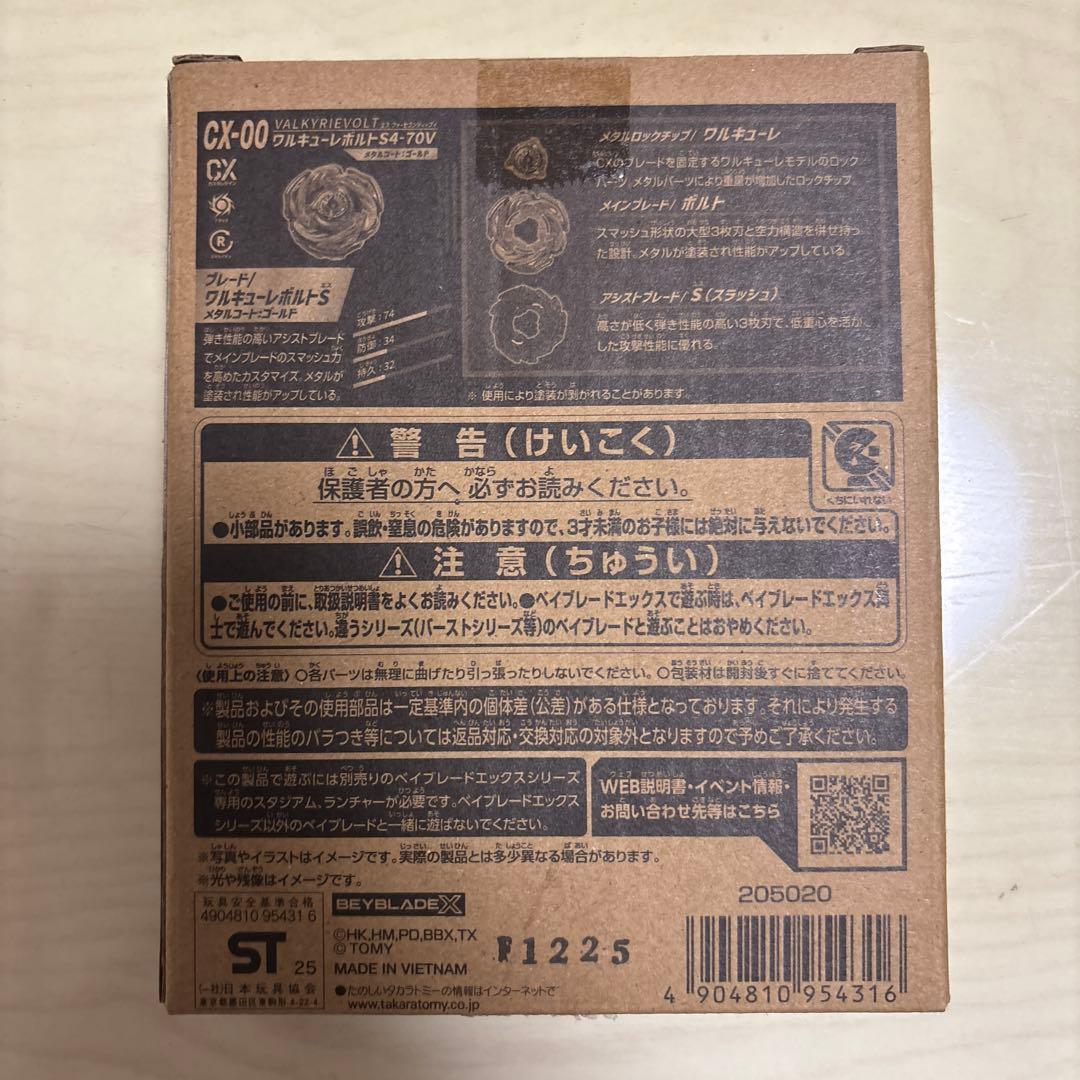 CX-00
VALKYRIEVOLT
ワルキューレボルトS4-70V
メタルコート:ゴールド
CX
R
ブレード/
ワルキューレボルトS
メタルコート:ゴールド
弾き性能の高いアシストブレード
でメインブレードのスマッシュ力
を高めたカスタマイズ。メタルが
塗装され性能がアップしている。
攻撃:74
防御:34
持久:32
メタルロックチップ/ ワルキューレ
CXのブレードを固定するワルキューレモデルのロック
パーツ。メタルパーツにより重量が増加したロックチップ。
メインブレード/ ボルト
スマッシュ形状の大型3枚刃と空力構造を併せ持っ
た設計。メタルが塗装され性能がアップしている。
アシストブレード/ S(スラッシュ)
高さが低く弾き性能の高い3枚刃で、低重心を活か
した攻撃性能に優れる。
※ 使用により塗装が剥がれることがあります。
警 告(けいこく)
保護者の方へ 必ずお読みください。
●小部品があります。誤飲・窒息の危険がありますので、3才未満のお子様には絶対に与えないでください。
くちにいれない
注 意(ちゅうい)
●ご使用の前に、取扱説明書をよくお読みください。●ベイブレードエックスで遊ぶ時は、ベイブレードエックス同
士で遊んでください。違うシリーズ(バーストシリーズ等)のベイブレードと遊ぶことはおやめください。
〈使用上の注意〉 〇各パーツは無理に曲げたり引っ張ったりしないでください。 〇包装材は開封後すぐに捨ててください。
※製品およびその使用部品は一定基準内の個体差(公差)がある仕様となっております。それにより発生する
製品の性能のバラつき等については返品対応・交換対応の対象外となりますので予めご了承ください。
※この製品で遊ぶには別売りのベイブレードエックスシリーズ
専用のスタジアム、ランチャーが必要です。ベイブレードエックス
シリーズ以外のベイブレードと一緒に遊ばないでください。
WEB説明書・イベント情報・
お問い合わせ先等はこちら
※写真やイラストはイメージです。実際の製品とは多少異なる場合があります。
※光や残像はイメージです。
玩具安全基準合格
4904810 95431 6
ST 25
(一社)日本玩具協会
東京都墨田区東駒形 4-22-4
BEYBLADE X
©HK,HM,PD,BBX,TX
© TOMY
MADE IN VIETNAM
●たのしいタカラトミーの情報はインターネットで
www.takaratomy.co.jp
F1225
205020
4 904810 954316